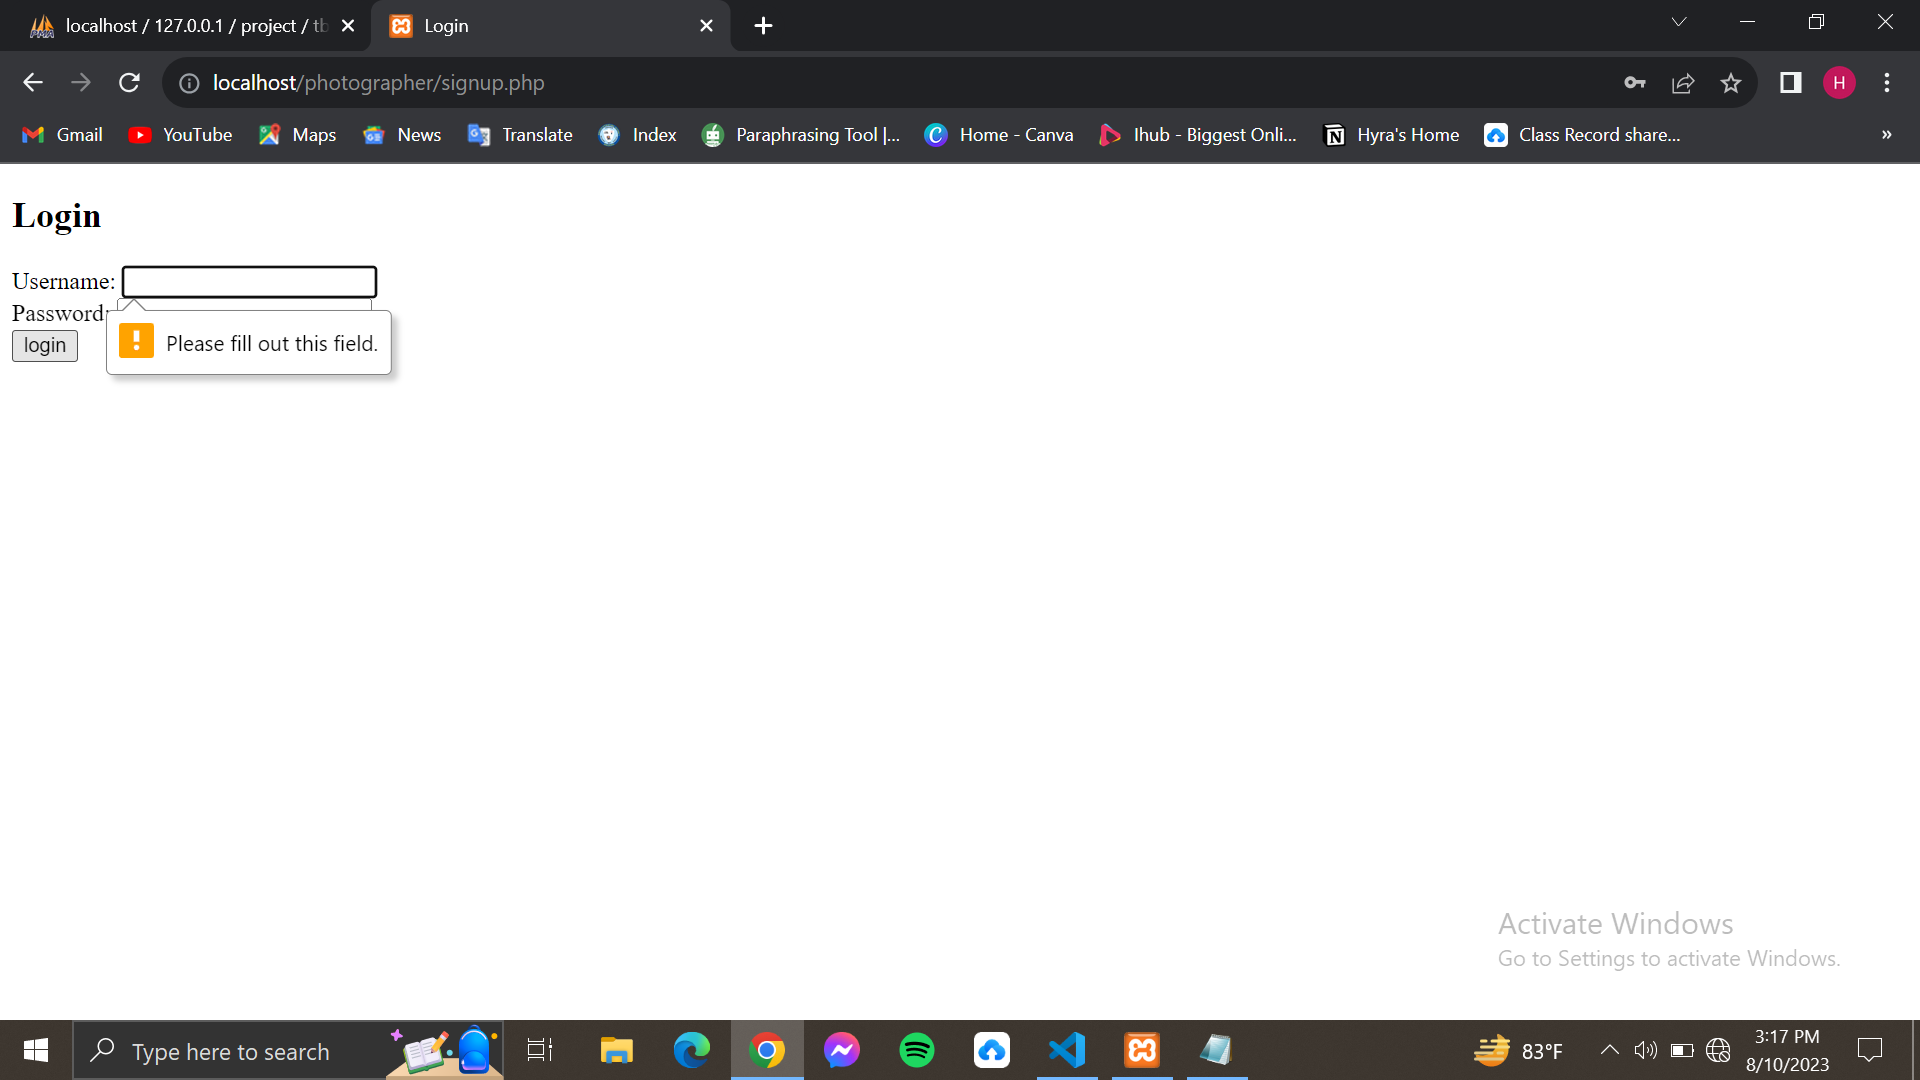 localhost / 127.0.0.1 / project / tb
Login
localhost/photographer/signup.php
H
Gmail
YouTube
Maps
News
Translate
Index
Paraphrasing Tool |...
Home - Canva
Ihub - Biggest Onli...
Hyra's Home
Class Record share...
»
Login
Username:
Password:
Please fill out this field.
login
Activate Windows
Go to Settings to activate Windows.
Type here to search
83°F
3:17 PM
8/10/2023